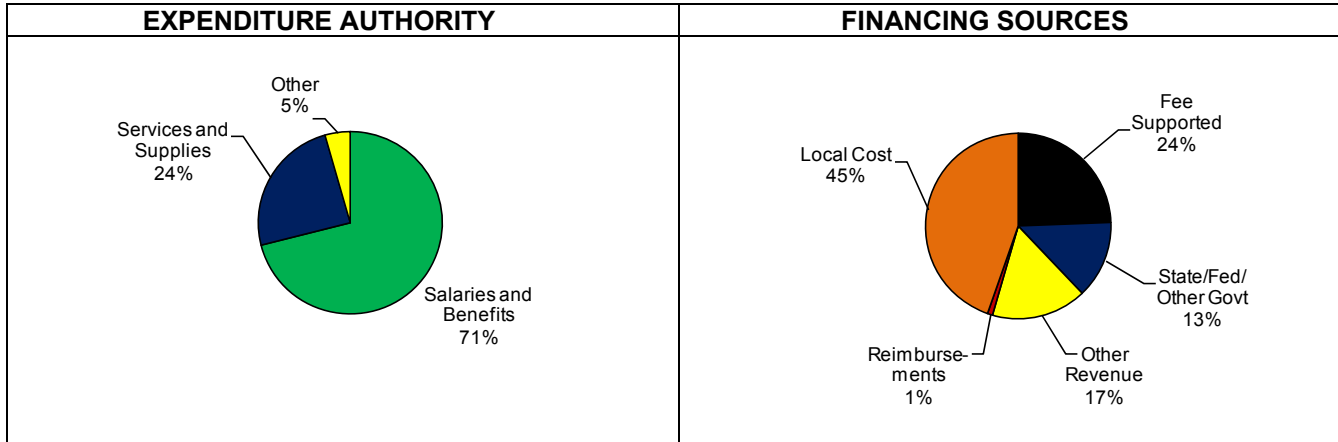 EXPENDITURE AUTHORITY
Other
5%
Services and
Supplies
24%
Salaries and
Benefits
71%
FINANCING SOURCES
Fee
Supported
24%
Local Cost
45%
State/Fed/
Other Govt
13%
Reimburse-
ments
1%
Other
Revenue
17%